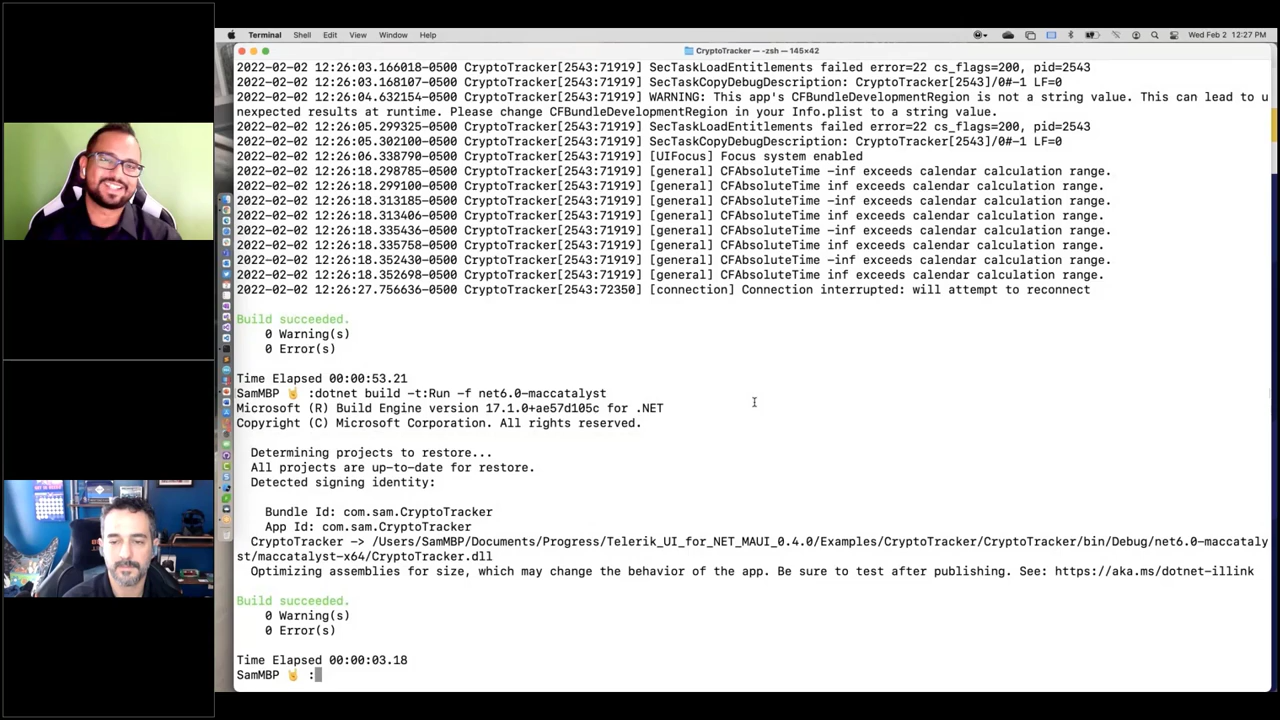 Terminal Shell Edit View Window Help Wed Feb 2 12:27 PM
CryptoTracker — -zsh — 145×42
2022-02-02 12:26:03.166018-0500 CryptoTracker[2543:71919] SecTaskLoadEntitlements failed error=22 cs_flags=200, pid=2543
2022-02-02 12:26:03.168107-0500 CryptoTracker[2543:71919] SecTaskCopyDebugDescription: CryptoTracker[2543]/0#-1 LF=0
2022-02-02 12:26:04.632154-0500 CryptoTracker[2543:71919] WARNING: This app's CFBundleDevelopmentRegion is not a string value. This can lead to u
nexpected results at runtime. Please change CFBundleDevelopmentRegion in your Info.plist to a string value.
2022-02-02 12:26:05.299325-0500 CryptoTracker[2543:71919] SecTaskLoadEntitlements failed error=22 cs_flags=200, pid=2543
2022-02-02 12:26:05.302100-0500 CryptoTracker[2543:71919] SecTaskCopyDebugDescription: CryptoTracker[2543]/0#-1 LF=0
2022-02-02 12:26:06.338790-0500 CryptoTracker[2543:71919] [UIFocus] Focus system enabled
2022-02-02 12:26:18.298785-0500 CryptoTracker[2543:71919] [general] CFAbsoluteTime -inf exceeds calendar calculation range.
2022-02-02 12:26:18.299100-0500 CryptoTracker[2543:71919] [general] CFAbsoluteTime inf exceeds calendar calculation range.
2022-02-02 12:26:18.313185-0500 CryptoTracker[2543:71919] [general] CFAbsoluteTime -inf exceeds calendar calculation range.
2022-02-02 12:26:18.313406-0500 CryptoTracker[2543:71919] [general] CFAbsoluteTime inf exceeds calendar calculation range.
2022-02-02 12:26:18.335436-0500 CryptoTracker[2543:71919] [general] CFAbsoluteTime -inf exceeds calendar calculation range.
2022-02-02 12:26:18.335758-0500 CryptoTracker[2543:71919] [general] CFAbsoluteTime inf exceeds calendar calculation range.
2022-02-02 12:26:18.352430-0500 CryptoTracker[2543:71919] [general] CFAbsoluteTime -inf exceeds calendar calculation range.
2022-02-02 12:26:18.352698-0500 CryptoTracker[2543:71919] [general] CFAbsoluteTime inf exceeds calendar calculation range.
2022-02-02 12:26:27.756636-0500 CryptoTracker[2543:72350] [connection] Connection interrupted: will attempt to reconnect
Build succeeded.
0 Warning(s)
0 Error(s)
Time Elapsed 00:00:53.21
SamMBP 🤘 :dotnet build -t:Run -f net6.0-maccatalyst
Microsoft (R) Build Engine version 17.1.0+ae57d105c for .NET
Copyright (C) Microsoft Corporation. All rights reserved.
Determining projects to restore...
All projects are up-to-date for restore.
Detected signing identity:
Bundle Id: com.sam.CryptoTracker
App Id: com.sam.CryptoTracker
CryptoTracker -> /Users/SamMBP/Documents/Progress/Telerik_UI_for_NET_MAUI_0.4.0/Examples/CryptoTracker/CryptoTracker/bin/Debug/net6.0-maccataly
st/maccatalyst-x64/CryptoTracker.dll
Optimizing assemblies for size, which may change the behavior of the app. Be sure to test after publishing. See: https://aka.ms/dotnet-illink
Build succeeded.
0 Warning(s)
0 Error(s)
Time Elapsed 00:00:03.18
SamMBP 🤘 :